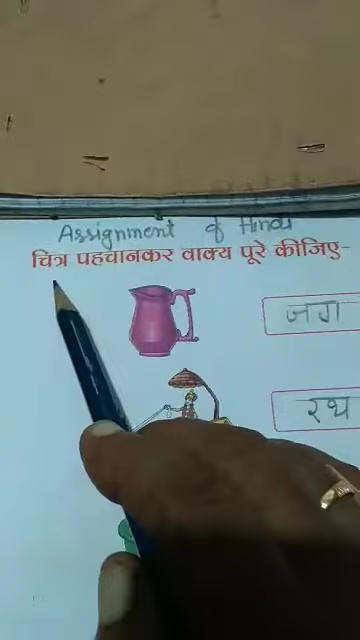 Assignment of Hindi
चित्र पहचानकर वाक्य पूरे कीजिए-
जग
रथ